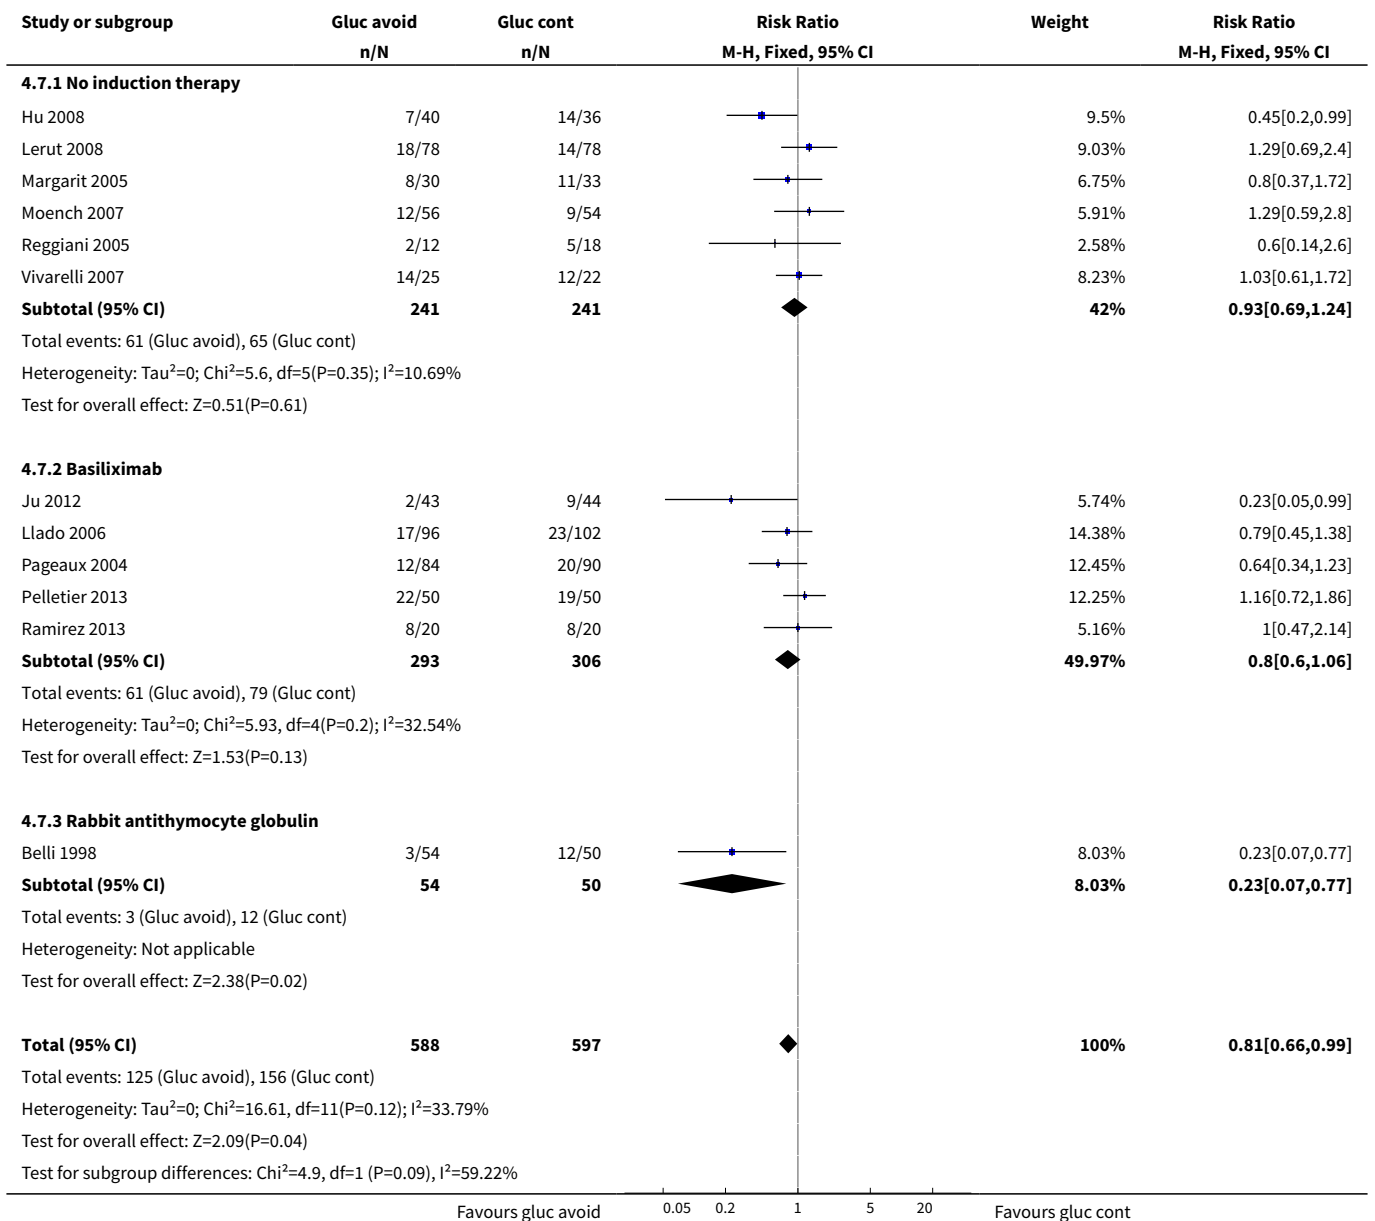 Study or subgroup Gluc avoid Gluc cont Risk Ratio Weight Risk Ratio
n/N n/N M-H, Fixed, 95% CI M-H, Fixed, 95% CI
4.7.1 No induction therapy
Hu 2008 7/40 14/36 9.5% 0.45[0.2,0.99]
Lerut 2008 18/78 14/78 9.03% 1.29[0.69,2.4]
Margarit 2005 8/30 11/33 6.75% 0.8[0.37,1.72]
Moench 2007 12/56 9/54 5.91% 1.29[0.59,2.8]
Reggiani 2005 2/12 5/18 2.58% 0.6[0.14,2.6]
Vivarelli 2007 14/25 12/22 8.23% 1.03[0.61,1.72]
Subtotal (95% CI) 241 241 42% 0.93[0.69,1.24]
Total events: 61 (Gluc avoid), 65 (Gluc cont)
Heterogeneity: Tau²=0; Chi²=5.6, df=5(P=0.35); I²=10.69%
Test for overall effect: Z=0.51(P=0.61)
4.7.2 Basiliximab
Ju 2012 2/43 9/44 5.74% 0.23[0.05,0.99]
Llado 2006 17/96 23/102 14.38% 0.79[0.45,1.38]
Pageaux 2004 12/84 20/90 12.45% 0.64[0.34,1.23]
Pelletier 2013 22/50 19/50 12.25% 1.16[0.72,1.86]
Ramirez 2013 8/20 8/20 5.16% 1[0.47,2.14]
Subtotal (95% CI) 293 306 49.97% 0.8[0.6,1.06]
Total events: 61 (Gluc avoid), 79 (Gluc cont)
Heterogeneity: Tau²=0; Chi²=5.93, df=4(P=0.2); I²=32.54%
Test for overall effect: Z=1.53(P=0.13)
4.7.3 Rabbit antithymocyte globulin
Belli 1998 3/54 12/50 8.03% 0.23[0.07,0.77]
Subtotal (95% CI) 54 50 8.03% 0.23[0.07,0.77]
Total events: 3 (Gluc avoid), 12 (Gluc cont)
Heterogeneity: Not applicable
Test for overall effect: Z=2.38(P=0.02)
Total (95% CI) 588 597 100% 0.81[0.66,0.99]
Total events: 125 (Gluc avoid), 156 (Gluc cont)
Heterogeneity: Tau²=0; Chi²=16.61, df=11(P=0.12); I²=33.79%
Test for overall effect: Z=2.09(P=0.04)
Test for subgroup differences: Chi²=4.9, df=1 (P=0.09), I²=59.22%
Favours gluc avoid 0.05 0.2 1 5 20 Favours gluc cont